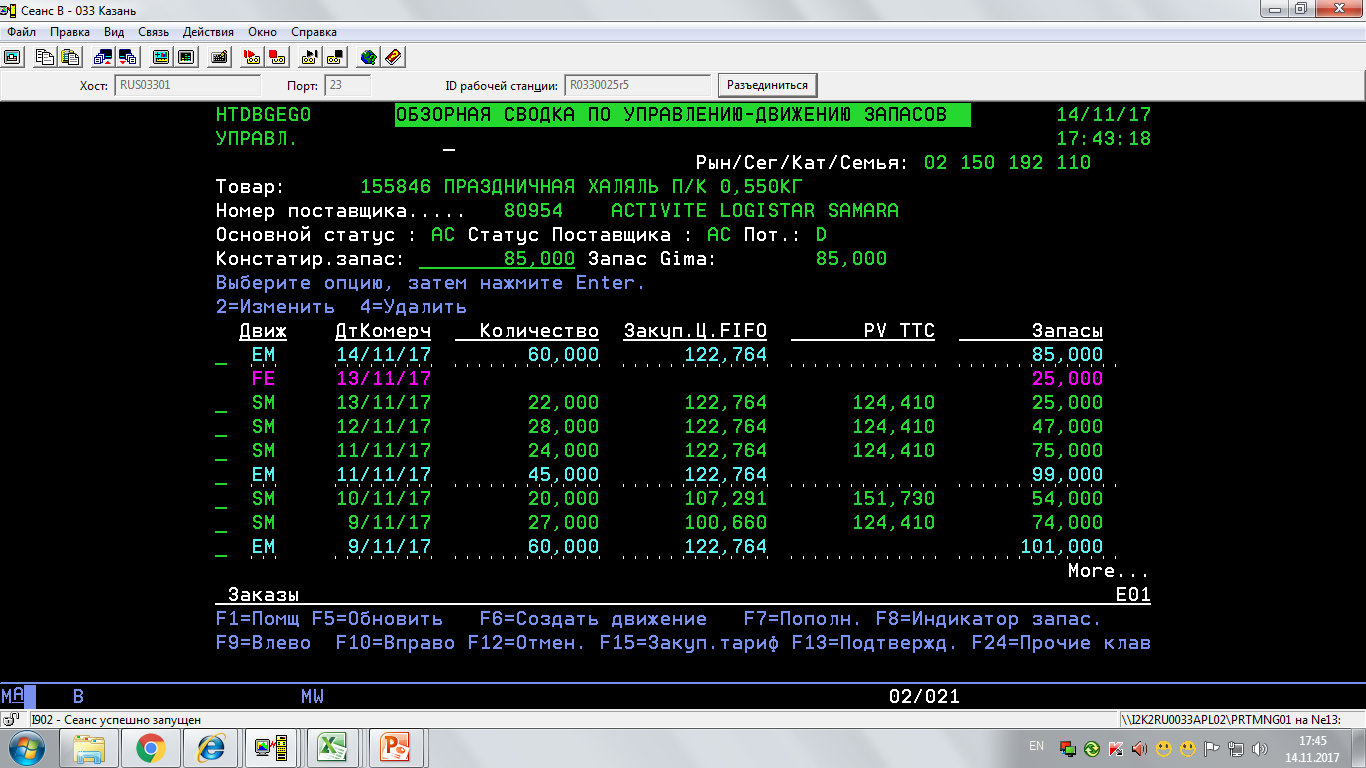 Сеанс B - 033 Казань
Файл Правка Вид Связь Действия Окно Справка
Хост: RUS03301 Порт: 23 ID рабочей станции: R0330025r5 Разъединиться
HTDBGEG0 ОБЗОРНАЯ СВОДКА ПО УПРАВЛЕНИЮ-ДВИЖЕНИЮ ЗАПАСОВ 14/11/17
УПРАВЛ. _ 17:43:18
Рын/Сег/Кат/Семья: 02 150 192 110
Товар: 155846 ПРАЗДНИЧНАЯ ХАЛЯЛЬ П/К 0,550КГ
Номер поставщика..... 80954 ACTIVITE LOGISTAR SAMARA
Основной статус : AC Статус Поставщика : AC Пот.: D
Констатир.запас: 85,000 Запас Gima: 85,000
Выберите опцию, затем нажмите Enter.
2=Изменить 4=Удалить
Движ ДтКомерч Количество Закуп.Ц.FIFO PV TTC Запасы
_ EM 14/11/17 60,000 122,764 85,000
FE 13/11/17 25,000
_ SM 13/11/17 22,000 122,764 124,410 25,000
_ SM 12/11/17 28,000 122,764 124,410 47,000
_ SM 11/11/17 24,000 122,764 124,410 75,000
_ EM 11/11/17 45,000 122,764 99,000
_ SM 10/11/17 20,000 107,291 151,730 54,000
_ SM 9/11/17 27,000 100,660 124,410 74,000
_ EM 9/11/17 60,000 122,764 101,000
More...
Заказы E01
F1=Помщ F5=Обновить F6=Создать движение F7=Пополн. F8=Индикатор запас.
F9=Влево F10=Вправо F12=Отмен. F15=Закуп.тариф F13=Подтвержд. F24=Прочие клав
MA B MW 02/021
I902 - Сеанс успешно запущен \\I2K2RU0033APL02\PRTMNG01 на Ne13:
EN 17:45
14.11.2017